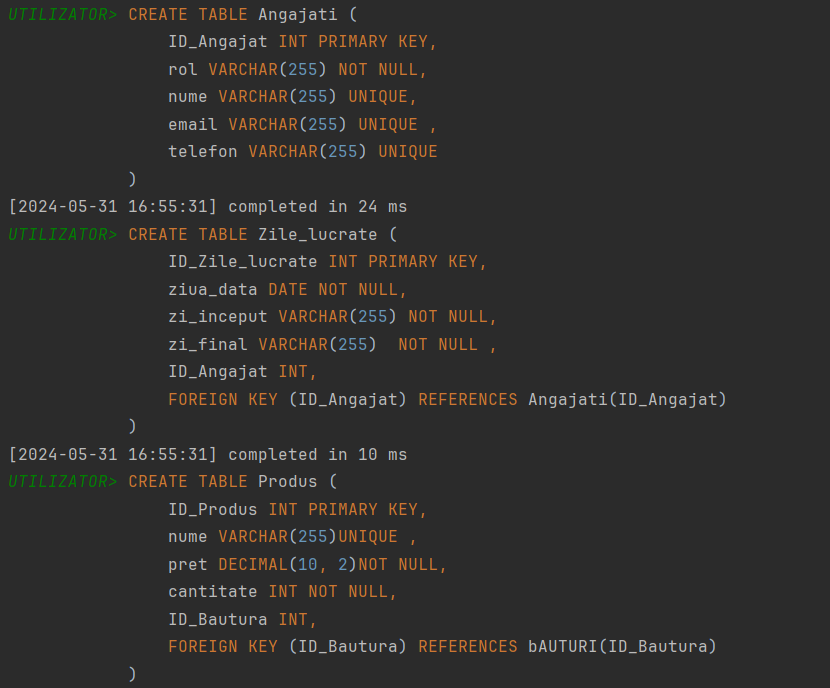 UTILIZATOR> CREATE TABLE Angajati (
ID_Angajat INT PRIMARY KEY,
rol VARCHAR(255) NOT NULL,
nume VARCHAR(255) UNIQUE,
email VARCHAR(255) UNIQUE ,
telefon VARCHAR(255) UNIQUE
)
[2024-05-31 16:55:31] completed in 24 ms
UTILIZATOR> CREATE TABLE Zile_lucrate (
ID_Zile_lucrate INT PRIMARY KEY,
ziua_data DATE NOT NULL,
zi_inceput VARCHAR(255) NOT NULL,
zi_final VARCHAR(255)  NOT NULL ,
ID_Angajat INT,
FOREIGN KEY (ID_Angajat) REFERENCES Angajati(ID_Angajat)
)
[2024-05-31 16:55:31] completed in 10 ms
UTILIZATOR> CREATE TABLE Produs (
ID_Produs INT PRIMARY KEY,
nume VARCHAR(255)UNIQUE ,
pret DECIMAL(10, 2)NOT NULL,
cantitate INT NOT NULL,
ID_Bautura INT,
FOREIGN KEY (ID_Bautura) REFERENCES bAUTURI(ID_Bautura)
)